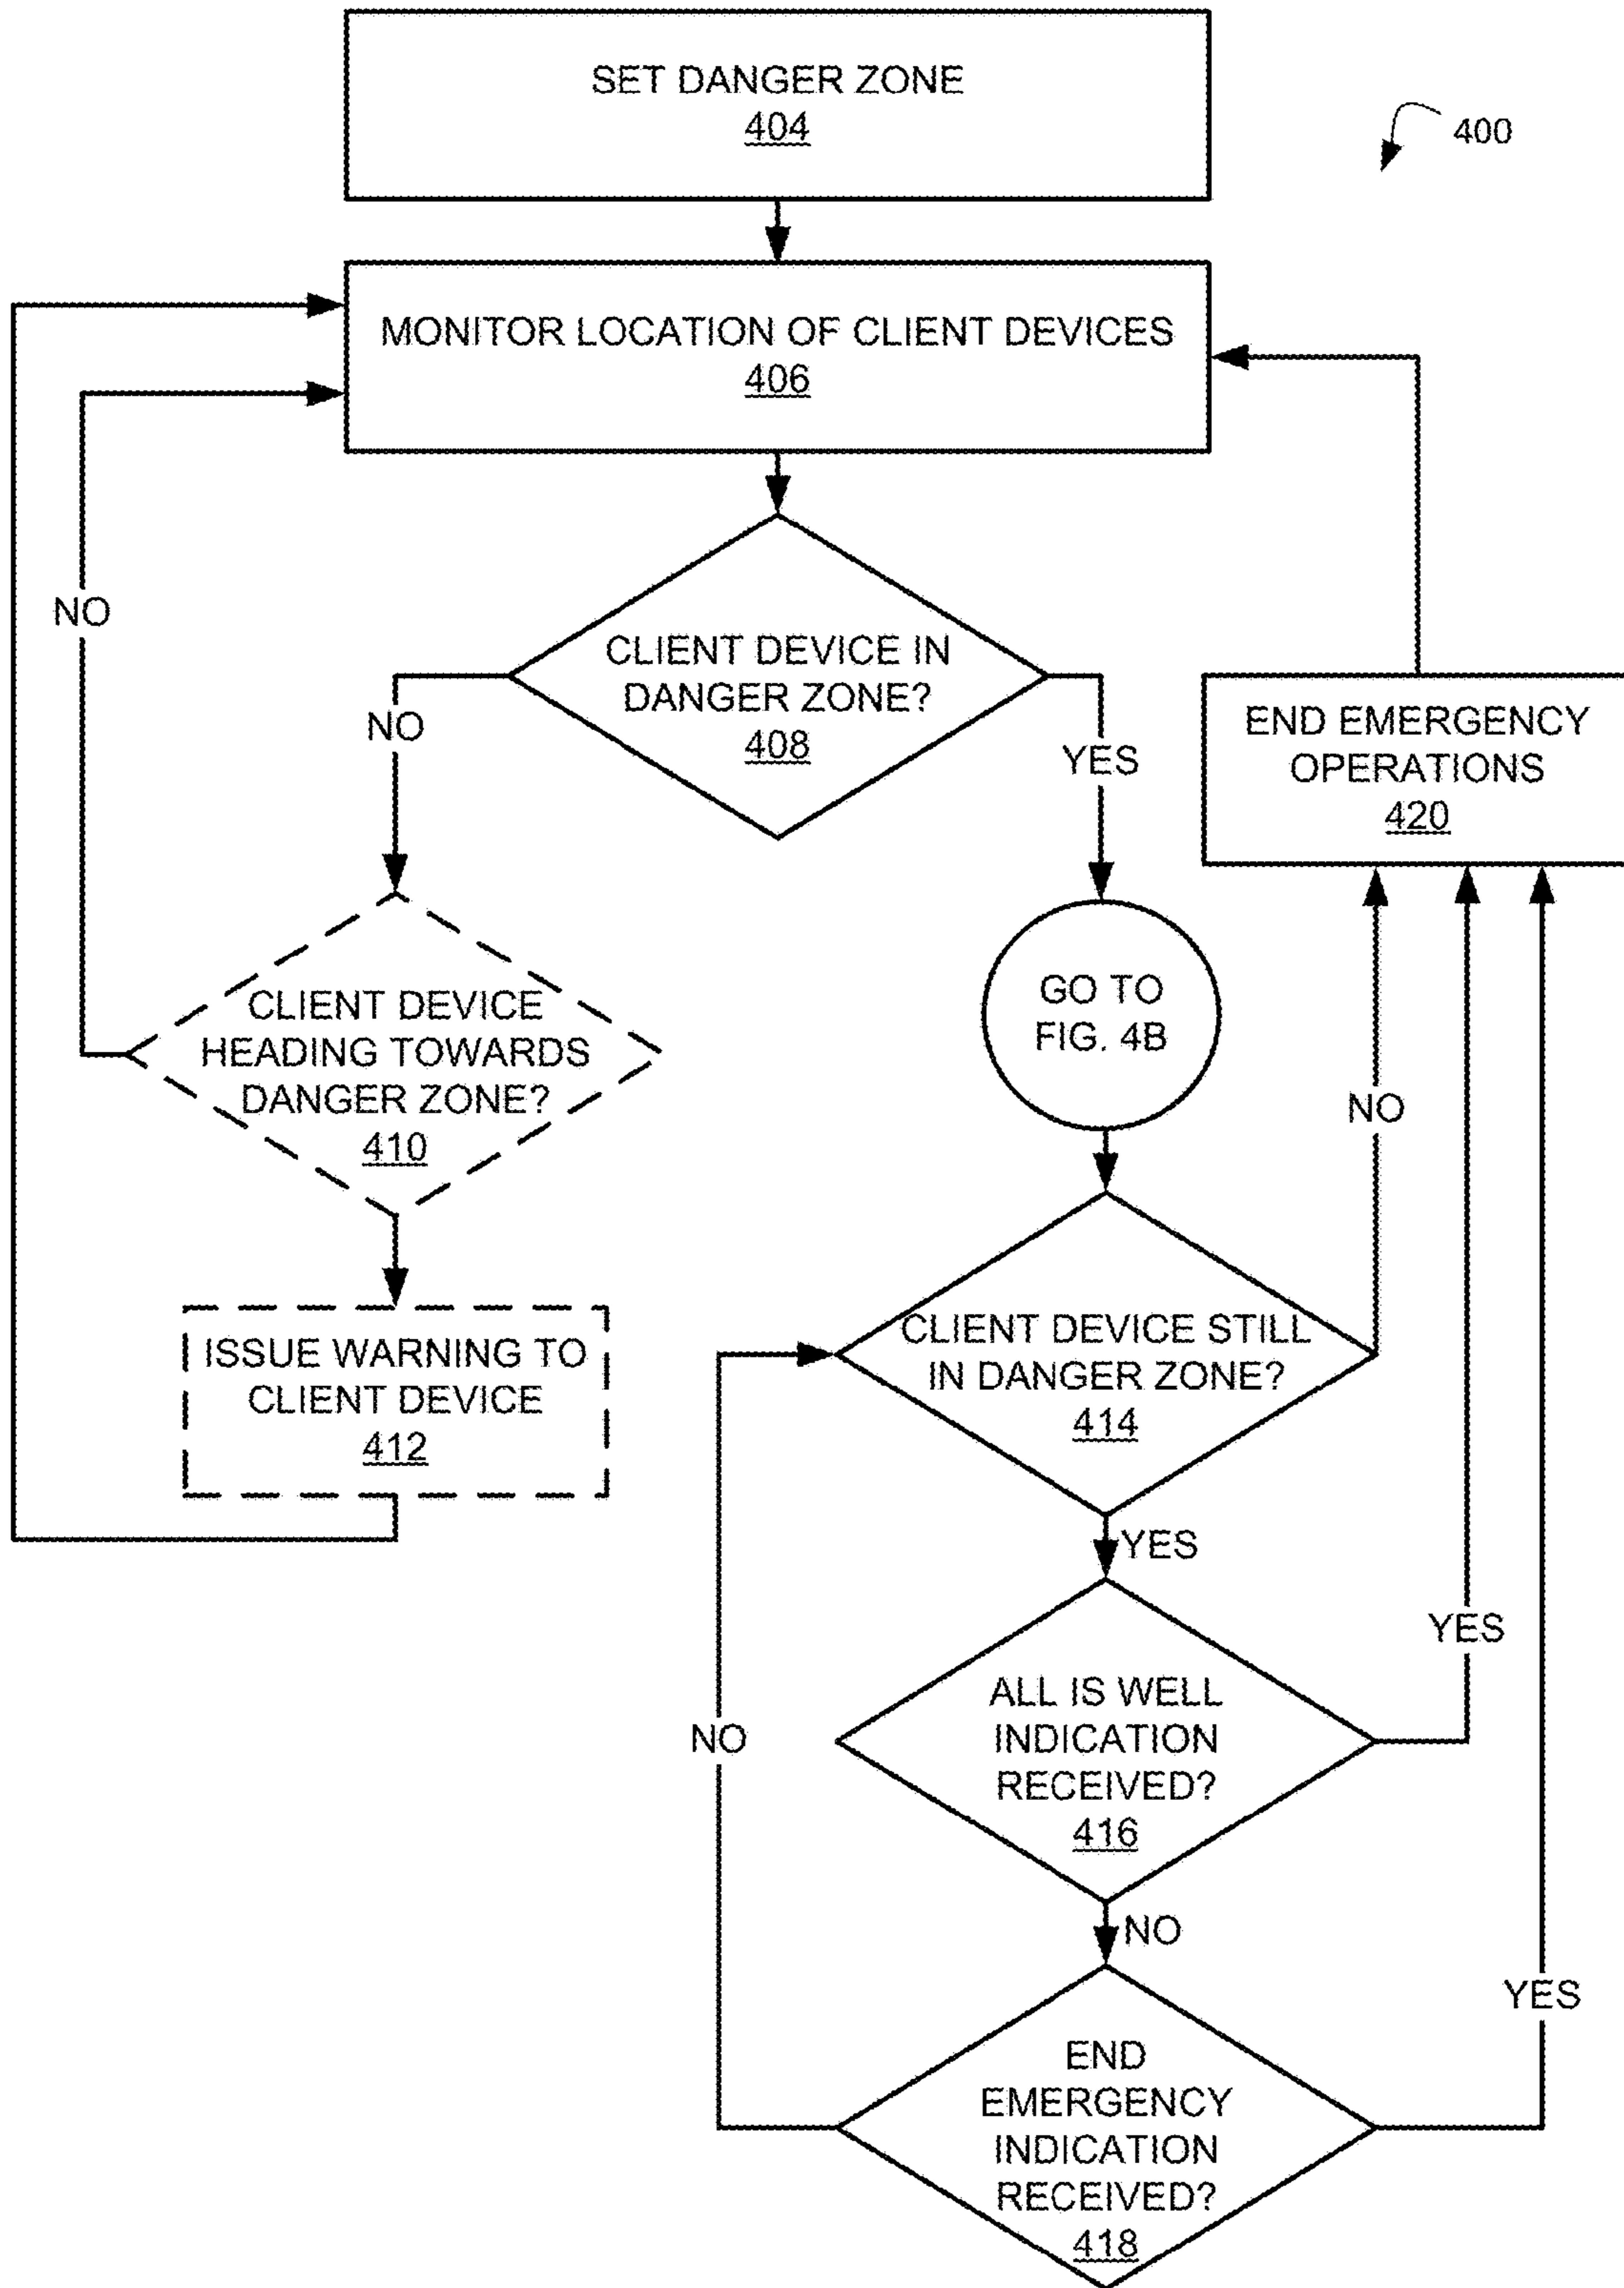 SET DANGER ZONE
404
400
MONITOR LOCATION OF CLIENT DEVICES
406
NO
CLIENT DEVICE IN
DANGER ZONE?
408
NO
YES
END EMERGENCY
OPERATIONS
420
CLIENT DEVICE
HEADING TOWARDS
DANGER ZONE?
410
GO TO
FIG. 4B
NO
ISSUE WARNING TO
CLIENT DEVICE
412
CLIENT DEVICE STILL
IN DANGER ZONE?
414
YES
YES
ALL IS WELL
INDICATION
RECEIVED?
416
NO
NO
YES
END
EMERGENCY
INDICATION
RECEIVED?
418